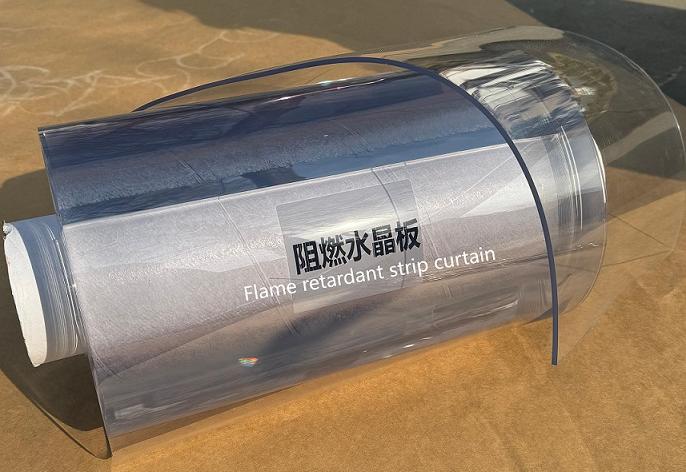 阻燃水晶板
Flame retardant strip curtain